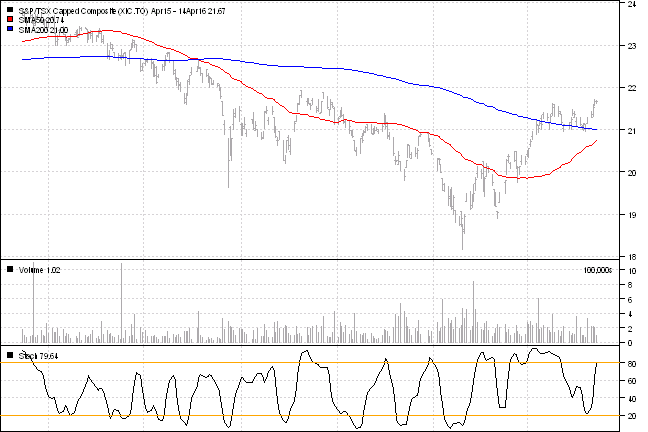 S&P/TSX Capped Composite (XIC.TO) Apr15 - 14Apr16 21.67
SMA50 20.74
SMA200 21.00
24
23
22
21
20
19
18
Volume 1.02
100,000s
10
8
6
4
2
0
Stoch 79.64
80
60
40
20